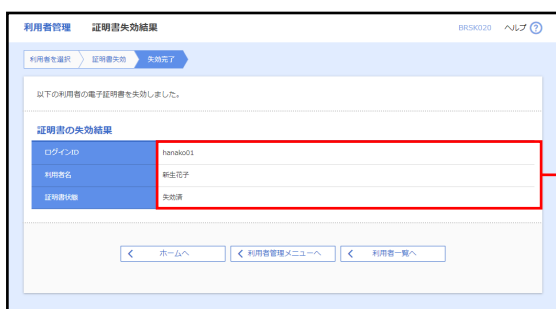 利用者管理 証明書失効結果 BRSK020 ヘルプ ?
利用者を選択 証明書失効 失効完了
以下の利用者の電子証明書を失効しました。
証明書の失効結果
ログインID hanako01
利用者名 新生花子
証明書状態 失効済
ホームへ 利用者管理メニューへ 利用者一覧へ